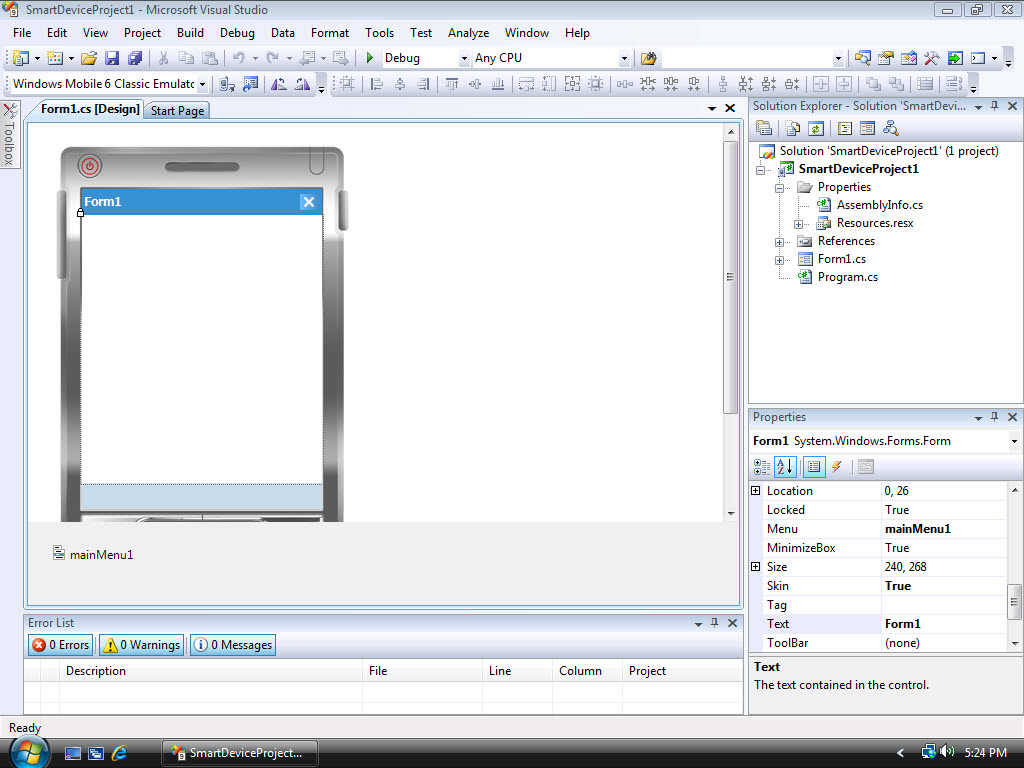 SmartDeviceProject1 - Microsoft Visual Studio
File Edit View Project Build Debug Data Format Tools Test Analyze Window Help
Debug Any CPU
Windows Mobile 6 Classic Emulatc
Form1.cs [Design] Start Page
Toolbox
Form1
mainMenu1
Error List
0 Errors 0 Warnings 0 Messages
Description File Line Column Project
Solution Explorer - Solution 'SmartDevi...
Solution 'SmartDeviceProject1' (1 project)
SmartDeviceProject1
Properties
AssemblyInfo.cs
Resources.resx
References
Form1.cs
Program.cs
Properties
Form1 System.Windows.Forms.Form
Location 0, 26
Locked True
Menu mainMenu1
MinimizeBox True
Size 240, 268
Skin True
Tag
Text Form1
ToolBar (none)
Text
The text contained in the control.
Ready
SmartDeviceProject... 5:24 PM